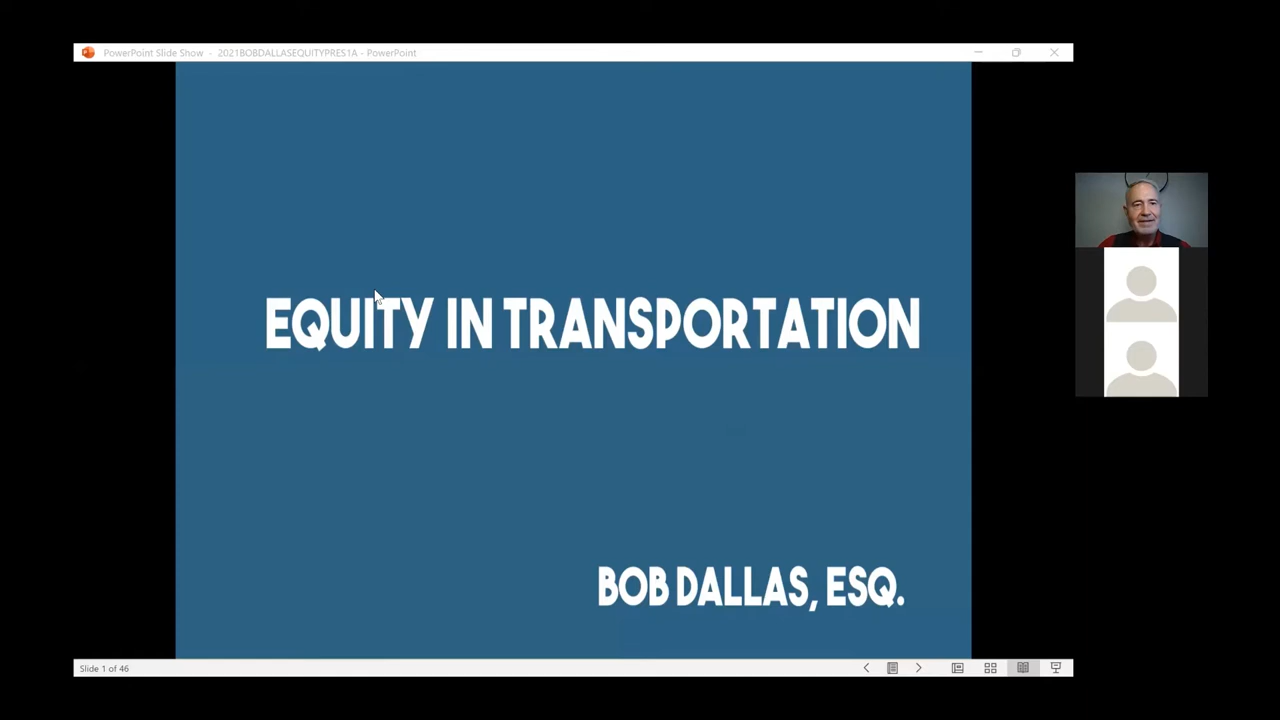 PowerPoint Slide Show - 2021BOBDALLASEQUITYPRES1A - PowerPoint
EQUITY IN TRANSPORTATION
BOB DALLAS, ESQ.
Slide 1 of 46